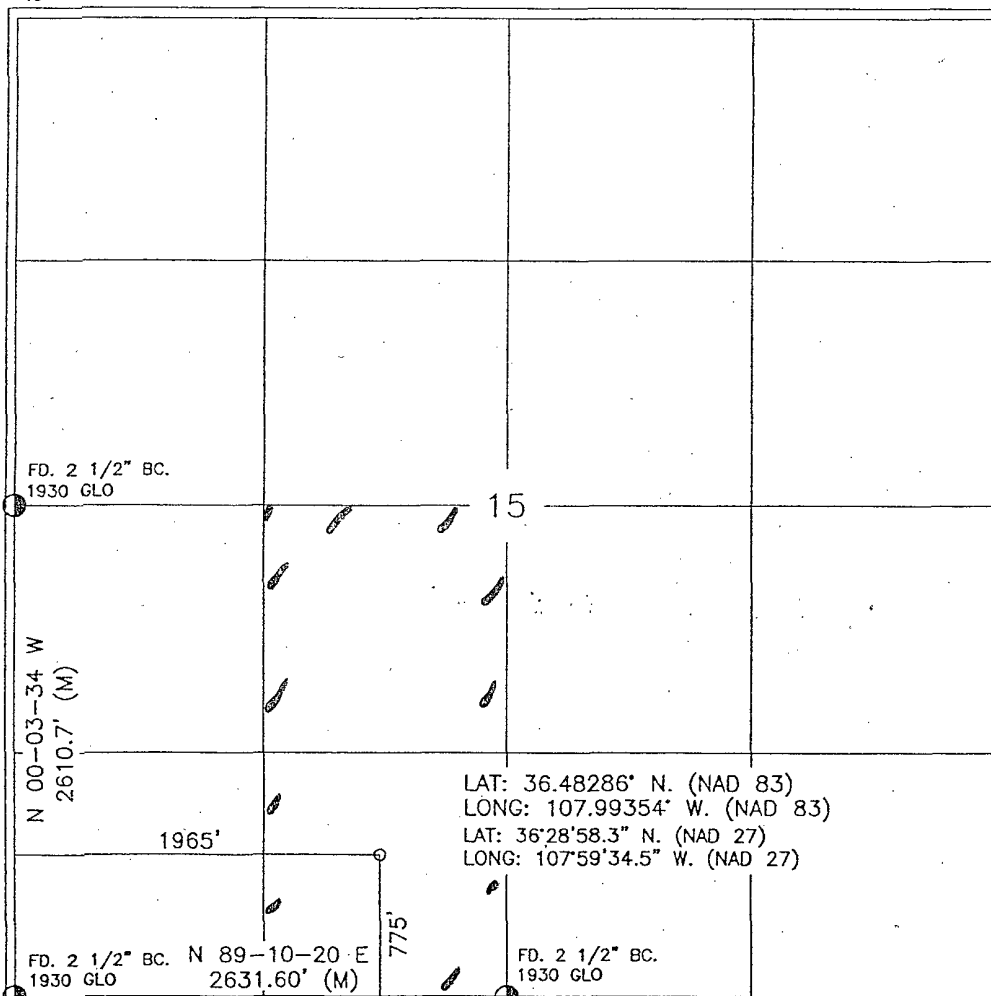 FD. 2 1/2" BC.
1930 GLO
15
N 00-03-34 W
2610.7' (M)
LAT: 36.48286° N. (NAD 83)
LONG: 107.99354° W. (NAD 83)
LAT: 36°28'58.3" N. (NAD 27)
LONG: 107°59'34.5" W. (NAD 27)
1965'
775'
FD. 2 1/2" BC.
1930 GLO
N 89-10-20 E
2631.60' (M)
FD. 2 1/2" BC.
1930 GLO